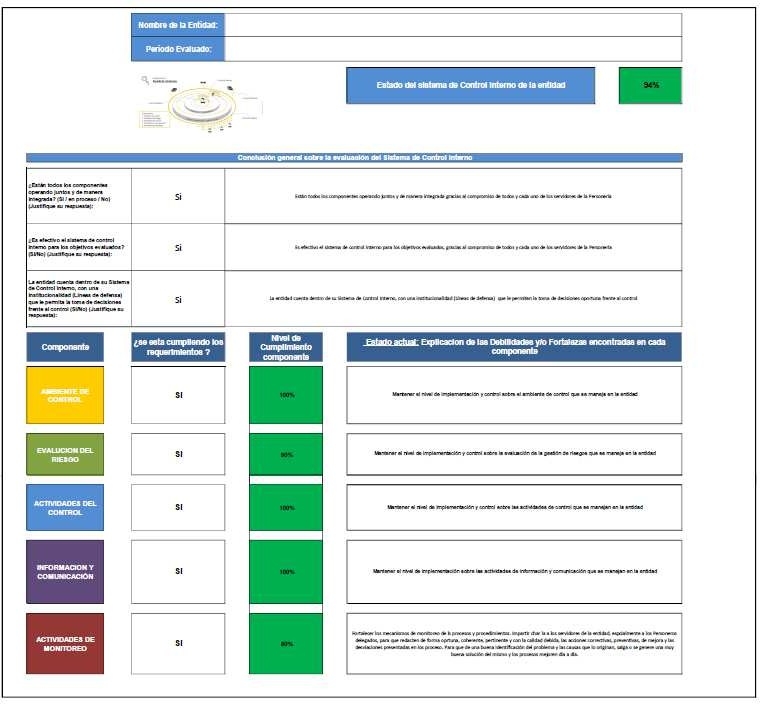 Nombre de la Entidad:
Periodo Evaluado:
Estado del sistema de Control Interno de la entidad
94%
Conclusión general sobre la evaluación del Sistema de Control Interno
¿Están todos los componentes
operando juntos y de manera
integrada? (Si / en proceso / No)
(Justifique su respuesta):
Si
Están todos los componentes operando juntos y de manera integrada gracias al compromiso de todos y cada uno de los servidores de la Personería
¿Es efectivo el sistema de control
interno para los objetivos evaluados?
(Si/No) (Justifique su respuesta):
Si
Es efectivo el sistema de control interno para los objetivos evaluados, gracias al compromiso de todos y cada uno de los servidores de la Personería
La entidad cuenta dentro de su Sistema
de Control Interno, con una
institucionalidad (Líneas de defensa)
que le permita la toma de decisiones
frente al control (Si/No) (Justifique su
respuesta):
Si
La entidad cuenta dentro de su Sistema de Control Interno, con una institucionalidad (Líneas de defensa) que le permitan la toma de decisiones oportuna frente al control
Componente
¿se esta cumpliendo los
requerimientos ?
Nivel de
Cumplimiento
componente
Estado actual: Explicacion de las Debilidades y/o Fortalezas encontradas en cada
componente
AMBIENTE DE
CONTROL
SI
100%
Mantener el nivel de implementación y control sobre el ambiente de control que se maneja en la entidad
EVALUCION DEL
RIESGO
SI
Mantener el nivel de implementación y control sobre la evaluación de la gestión de riesgos que se maneja en la entidad
ACTIVIDADES DEL
CONTROL
SI
100%
Mantener el nivel de implementación y control sobre las actividades de control que se manejan en la entidad
INFORMACION Y
COMUNICACIÓN
SI
100%
Mantener el nivel de implementación sobre las actividades de información y comunicación que se manejan en la entidad
ACTIVIDADES DE
MONITOREO
SI
Fortalecer los mecanismos de monitoreo de la procesos y procedimientos. Impartir char la a los servidores de la entidad, espcialmente a los Personeros
delegados, para que redacten de forma oportuna, coherente, pertinente y con la calidad debida, las acciones correctivas, preventivas, de mejora y las
desviaciones presentadas en los proceso. Para que de una buena identificación del problema y las causas que lo originan, salga o se genere una muy
buena solución del mismo y los procesos mejoren día a día.